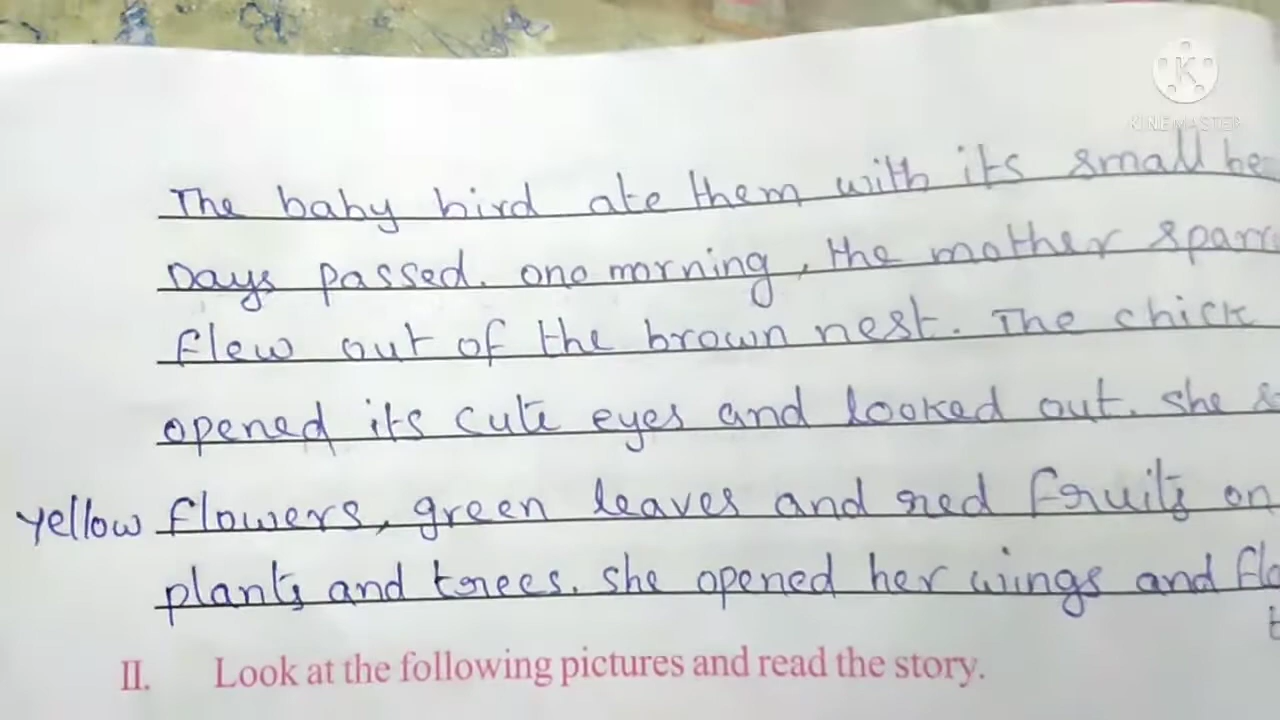 K
KINEMASTER
The baby bird ate them with its small be
Days passed. one morning, the mother sparr
flew out of the brown nest. The chick
opened its cute eyes and looked out. she s
yellow flowers, green leaves and red fruits on
plants and trees. she opened her wings and fl
II. Look at the following pictures and read the story.